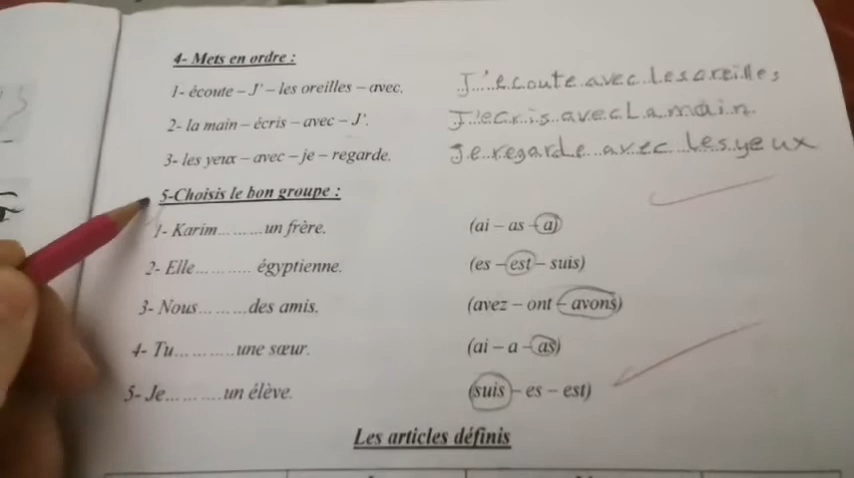 4- Mets en ordre :
1- écoute – J' – les oreilles – avec. J'écoute avec les oreilles
2- la main – écris – avec – J'. J'ecris avec La main
3- les yeux – avec – je – regarde. Je regarde avec les yeux
5-Choisis le bon groupe :
1- Karim.........un frère. (ai – as – a)
2- Elle............ égyptienne. (es – est – suis)
3- Nous.........des amis. (avez – ont – avons)
4- Tu............une sœur. (ai – a – as)
5- Je............un élève. (suis – es – est)
Les articles définis